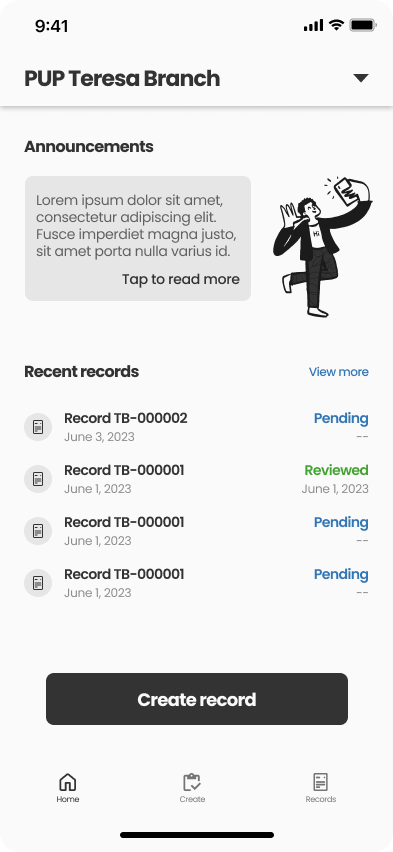 9:41
PUP Teresa Branch
Announcements
Lorem ipsum dolor sit amet,
consectetur adipiscing elit.
Fusce imperdiet magna justo,
sit amet porta nulla varius id.
Tap to read more
Hi
Recent records
View more
Record TB-000002
Pending
June 3, 2023
--
Record TB-000001
Reviewed
June 1, 2023
June 1, 2023
Record TB-000001
Pending
June 1, 2023
--
Record TB-000001
Pending
June 1, 2023
--
Create record
Home
Create
Records